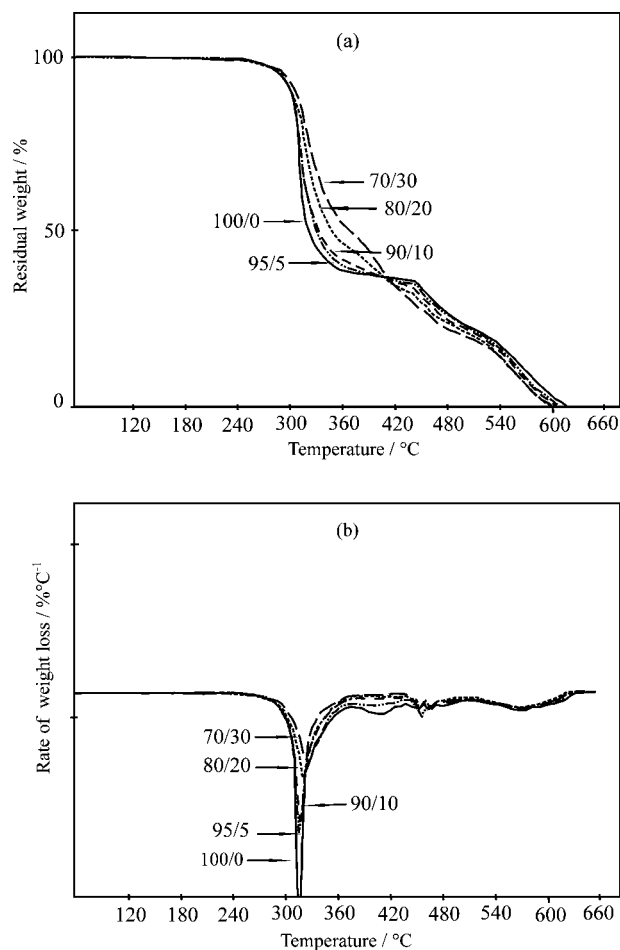 (a)
100
50
0
Residual weight / %
70/30
80/20
100/0
90/10
95/5
120 180 240 300 360 420 480 540 600 660
Temperature / °C
(b)
Rate of weight loss / %°C⁻¹
70/30
80/20
90/10
95/5
100/0
120 180 240 300 360 420 480 540 600 660
Temperature / °C